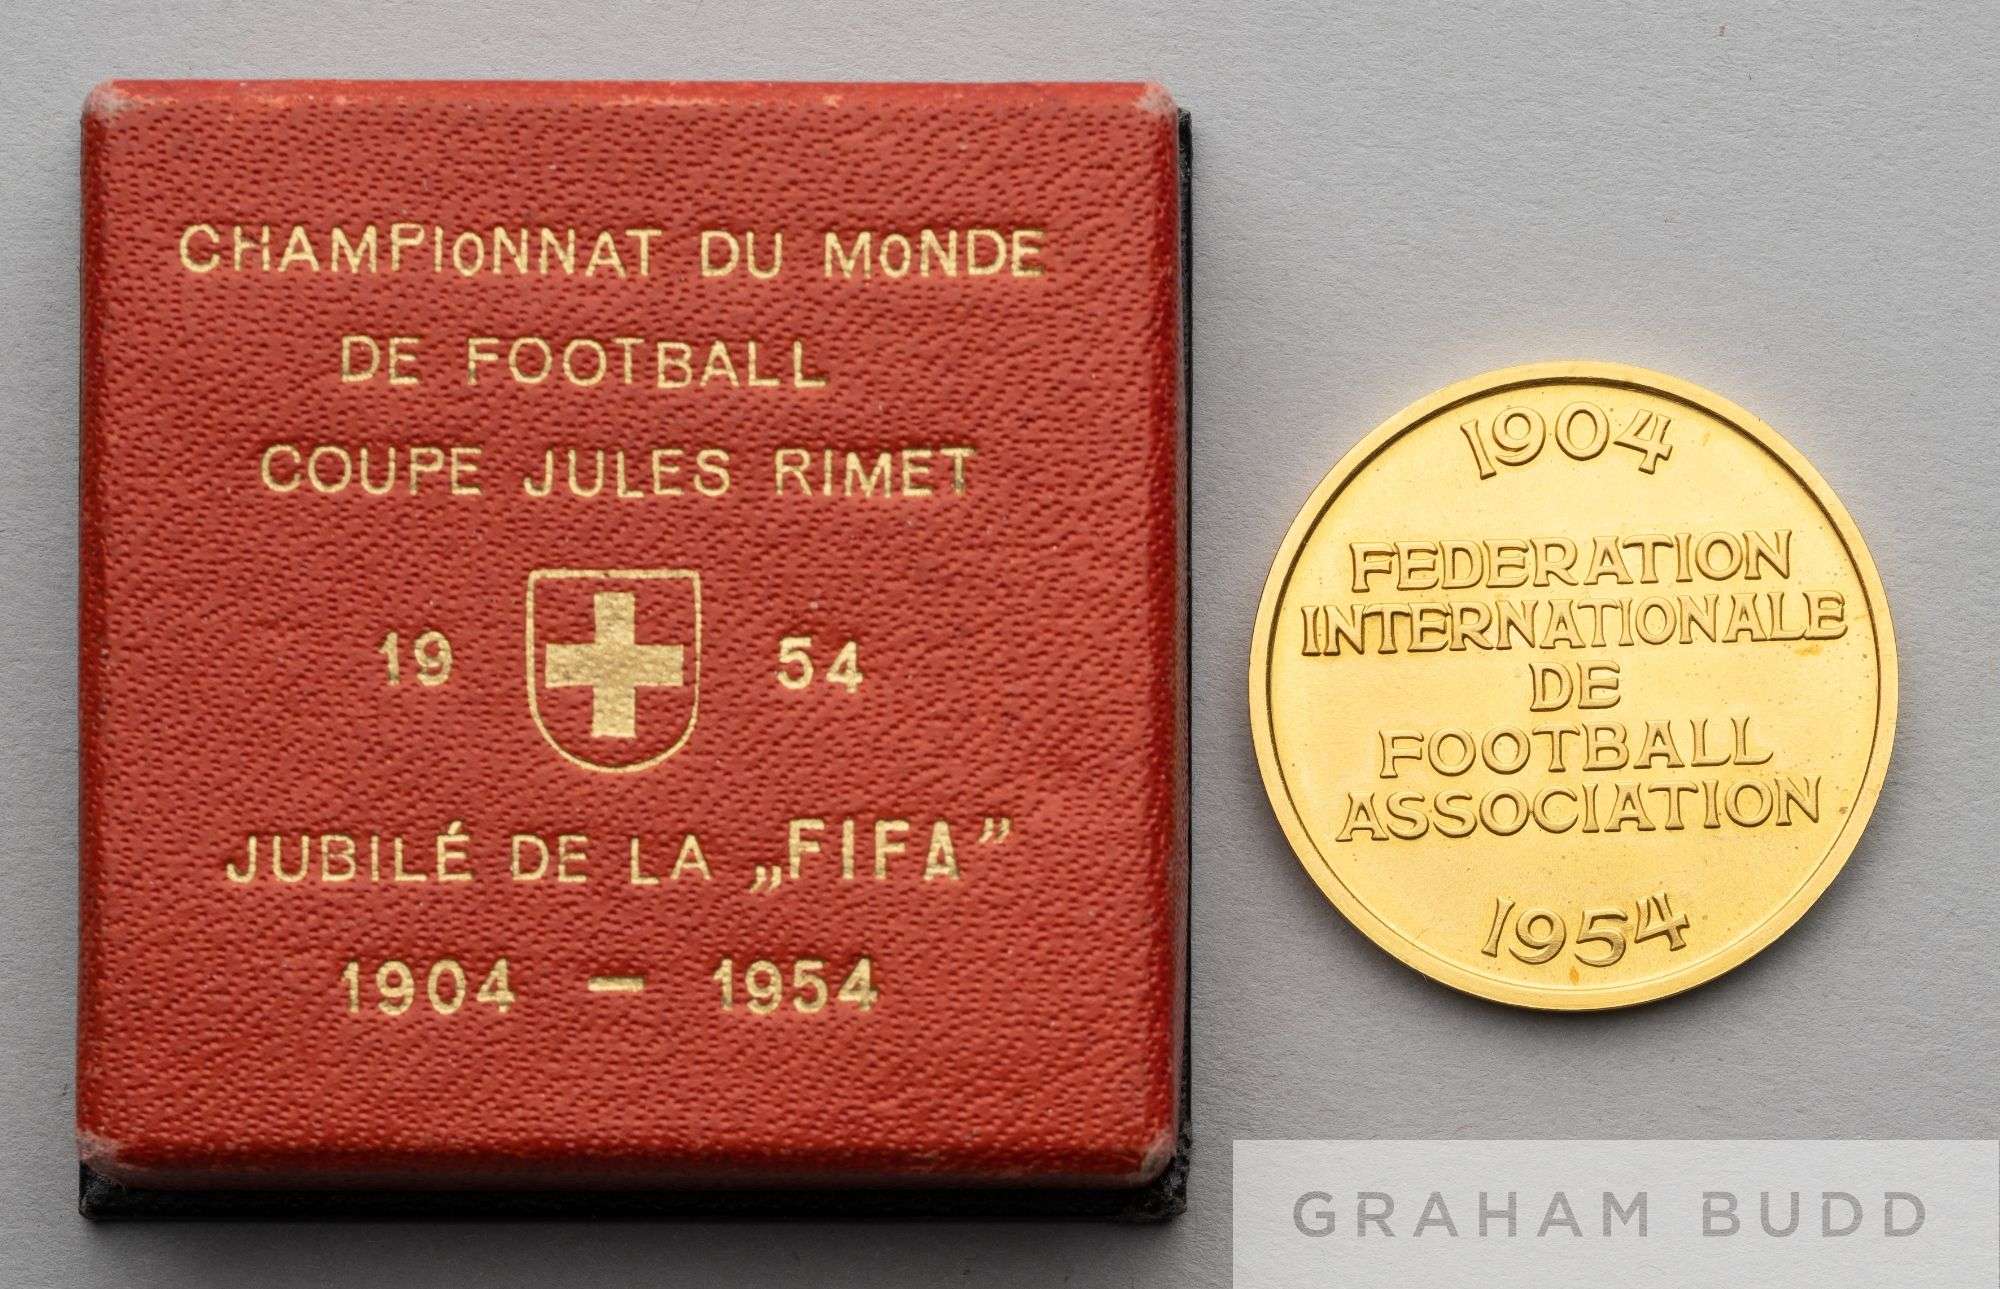 CHAMPIONNAT DU MONDE
DE FOOTBALL
COUPE JULES RIMET
19 54
JUBILÉ DE LA „FIFA”
1904 — 1954
1904
FEDERATION
INTERNATIONALE
DE
FOOTBALL
ASSOCIATION
1954
GRAHAM BUDD